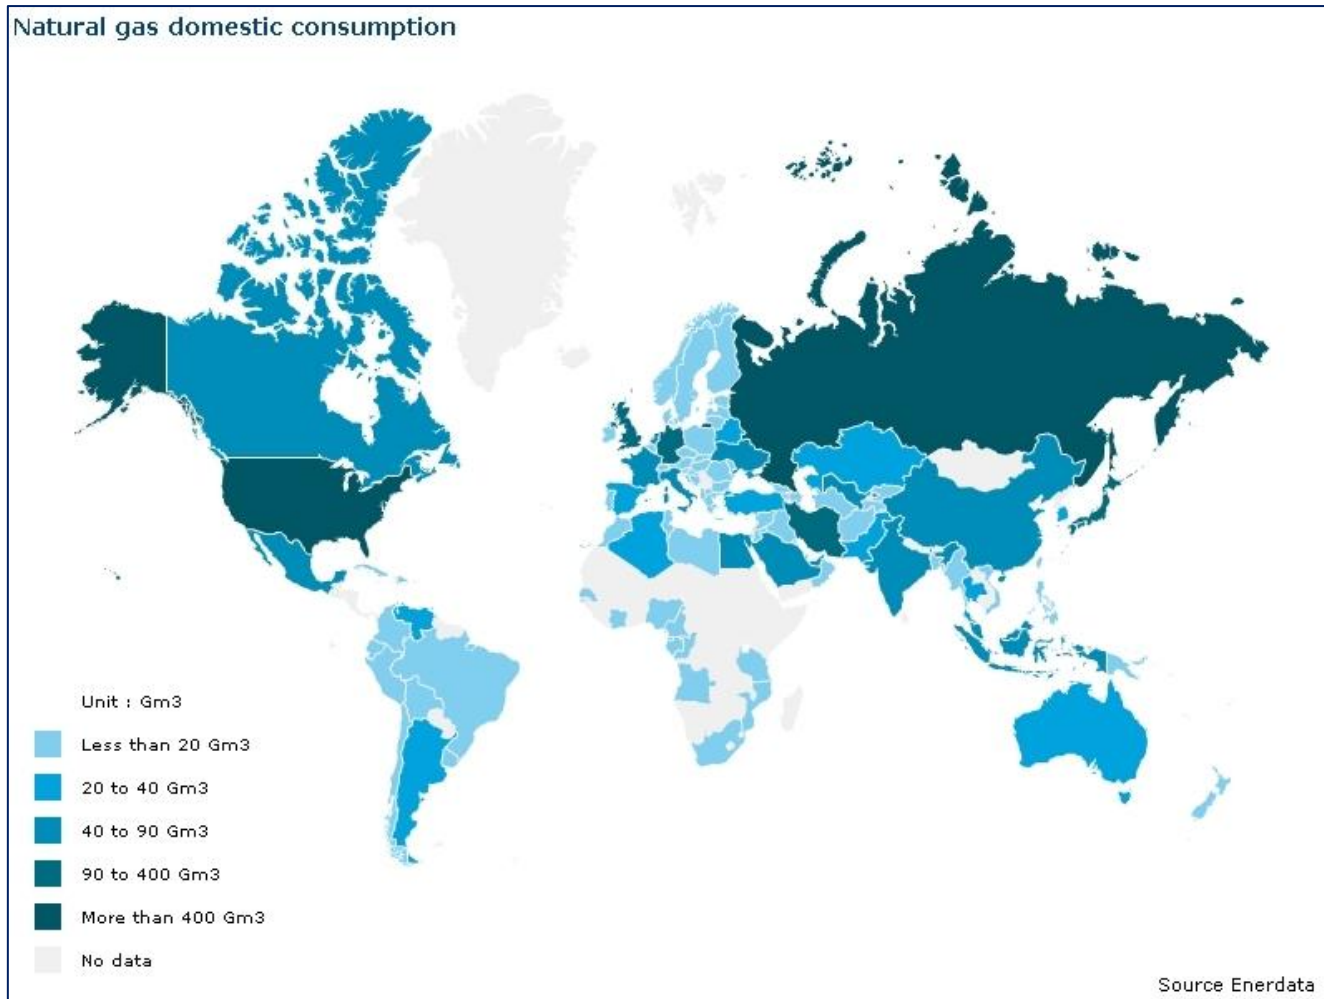 Natural gas domestic consumption
Unit : Gm3
Less than 20 Gm3
20 to 40 Gm3
40 to 90 Gm3
90 to 400 Gm3
More than 400 Gm3
No data
Source Enerdata